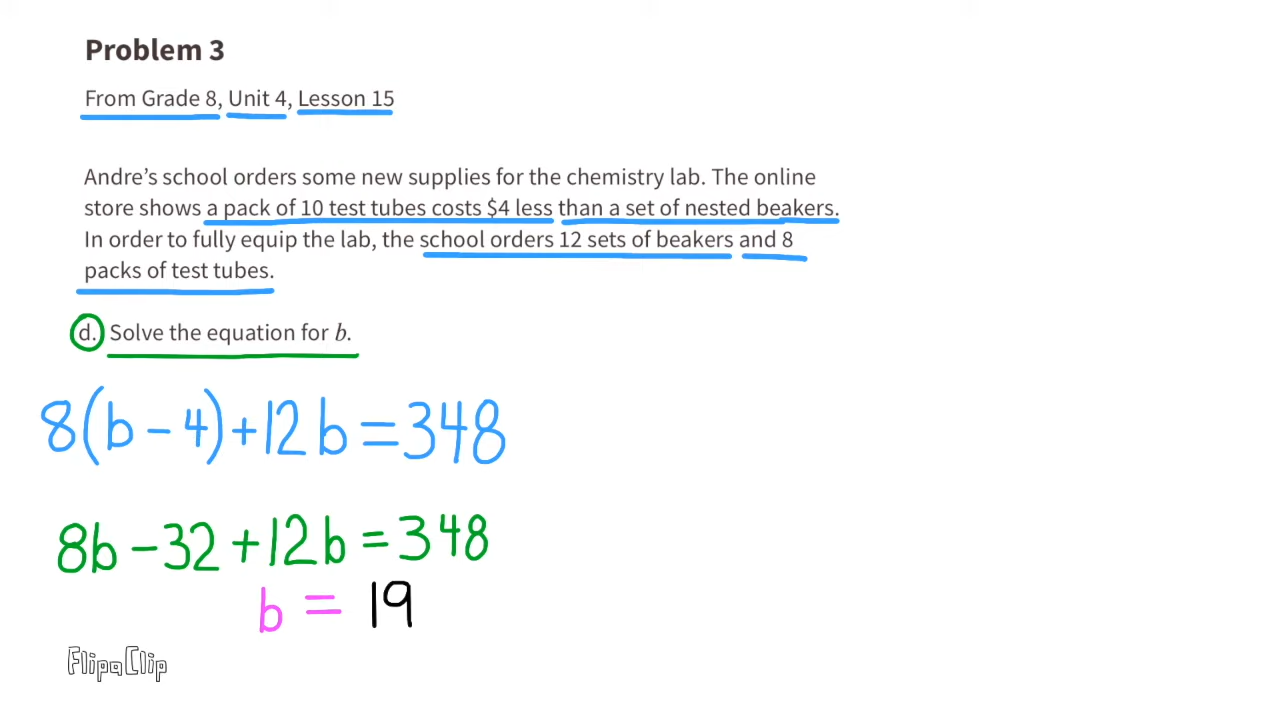 Problem 3
From Grade 8, Unit 4, Lesson 15
Andre’s school orders some new supplies for the chemistry lab. The online
store shows a pack of 10 test tubes costs $4 less than a set of nested beakers.
In order to fully equip the lab, the school orders 12 sets of beakers and 8
packs of test tubes.
d. Solve the equation for b.
8(b - 4) + 12b = 348
8b - 32 + 12b = 348
b = 19
FlipaClip